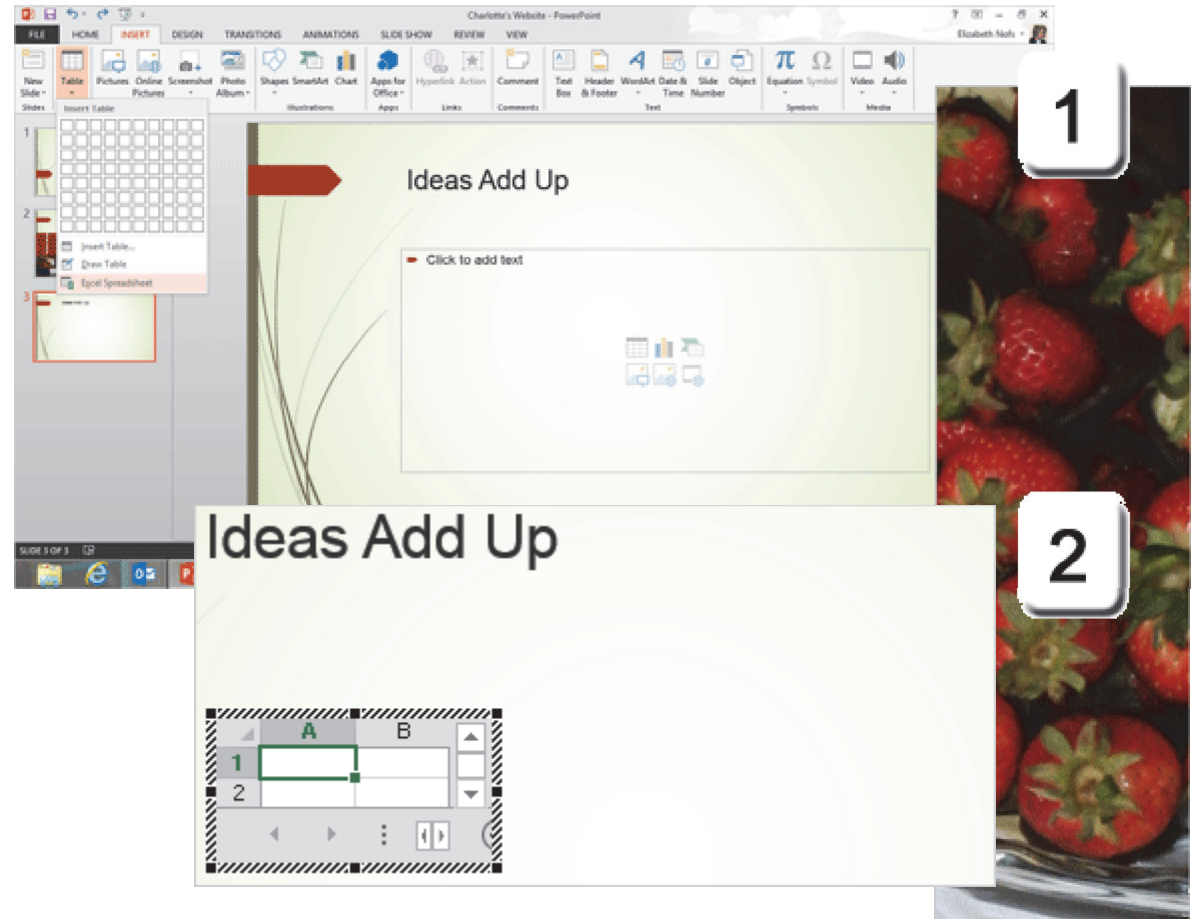 Charlotte's Website - PowerPoint
FILE HOME INSERT DESIGN TRANSITIONS ANIMATIONS SLIDE SHOW REVIEW VIEW
Elizabeth Nofs
New Slide
Table
Pictures
Online Pictures
Screenshot
Photo Album
Shapes
SmartArt
Chart
Apps for Office
Hyperlink
Action
Comment
Text Box
Header & Footer
WordArt
Date & Time
Slide Number
Object
Equation
Symbol
Video
Audio
Slides
Illustrations
Apps
Links
Comments
Text
Symbols
Media
Insert Table
Insert Table...
Draw Table
Excel Spreadsheet
1
2
3
Ideas Add Up
Click to add text
SLIDE 3 OF 3
1
Ideas Add Up
A B
1
2
2